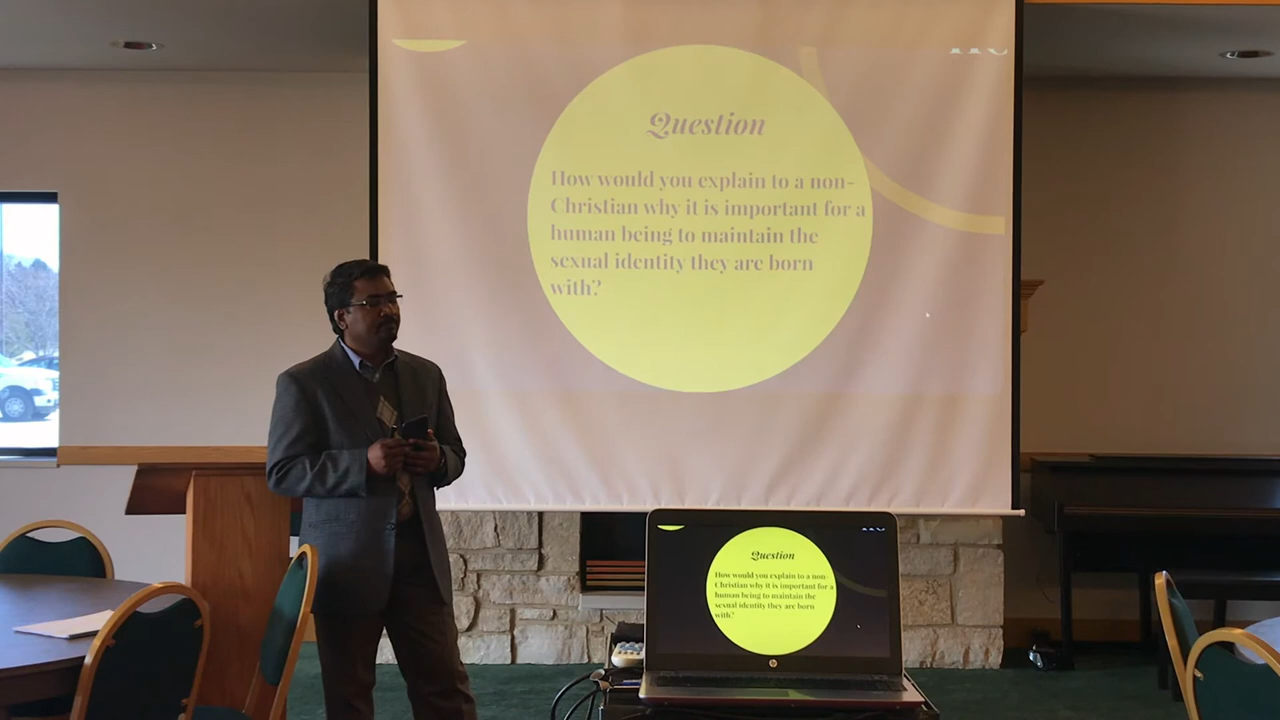 Question
How would you explain to a non-
Christian why it is important for a
human being to maintain the
sexual identity they are born
with?
Question
How would you explain to a non-
Christian why it is important for a
human being to maintain the
sexual identity they are born
with?
hp